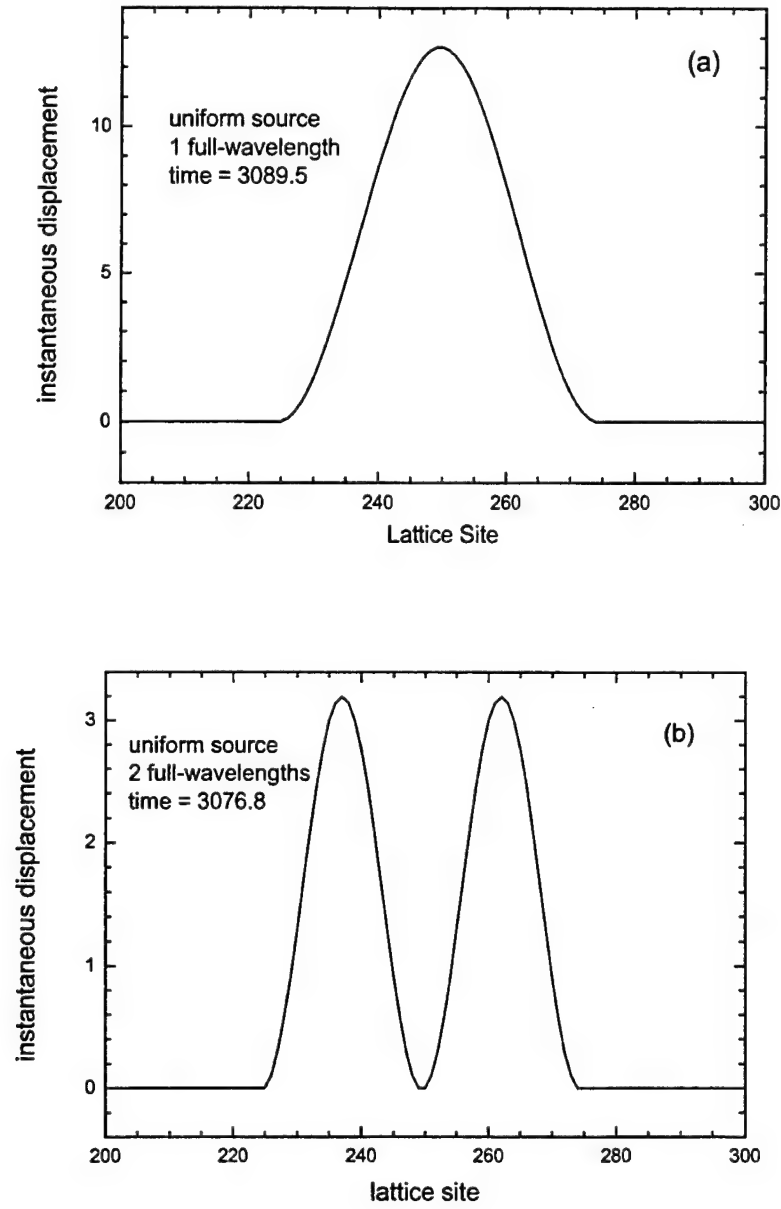 (a)
uniform source
1 full-wavelength
time = 3089.5
instantaneous displacement
10
5
0
200
220
240
260
280
300
Lattice Site
(b)
uniform source
2 full-wavelengths
time = 3076.8
instantaneous displacement
3
2
1
0
200
220
240
260
280
300
lattice site